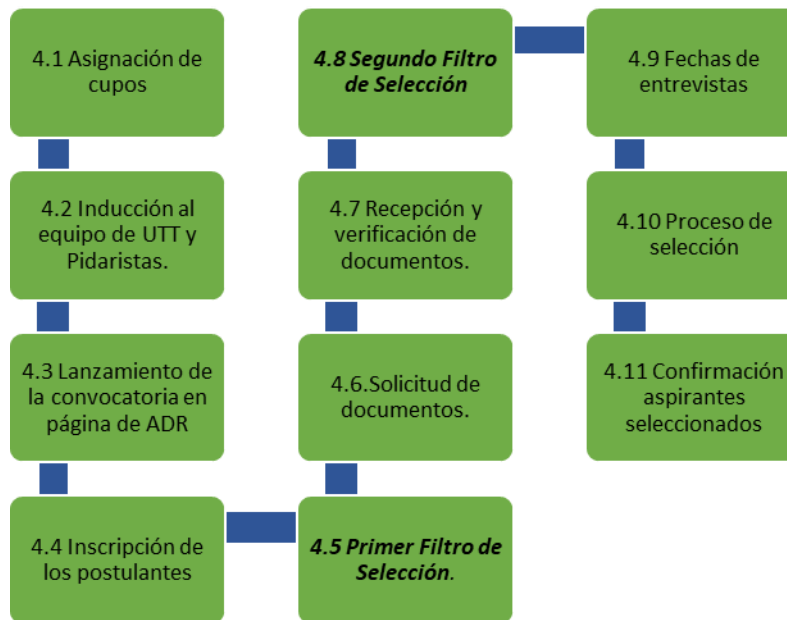 4.1 Asignación de
cupos
4.2 Inducción al
equipo de UTT y
Pidaristas.
4.3 Lanzamiento de
la convocatoria en
página de ADR
4.4 Inscripción de
los postulantes
4.5 Primer Filtro de
Selección.
4.6.Solicitud de
documentos.
4.7 Recepción y
verificación de
documentos.
4.8 Segundo Filtro
de Selección
4.9 Fechas de
entrevistas
4.10 Proceso de
selección
4.11 Confirmación
aspirantes
seleccionados